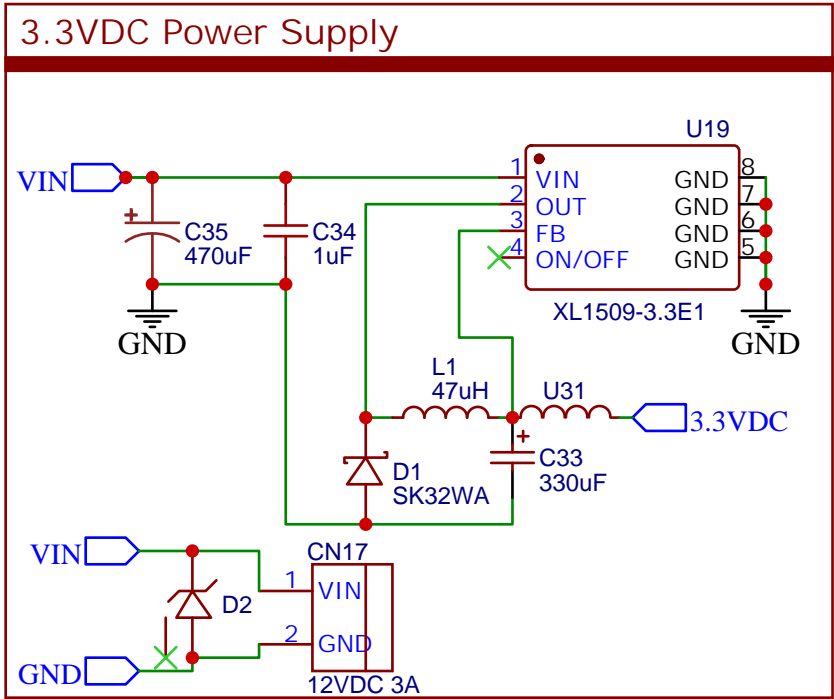 3.3VDC Power Supply
U19
VIN
1
VIN
GND
8
2
OUT
GND
7
3
FB
GND
6
4
ON/OFF
GND
5
+
C35
470uF
C34
1uF
XL1509-3.3E1
GND
GND
L1
47uH
U31
3.3VDC
+
C33
330uF
D1
SK32WA
CN17
VIN
1
VIN
D2
2
GND
GND
12VDC 3A